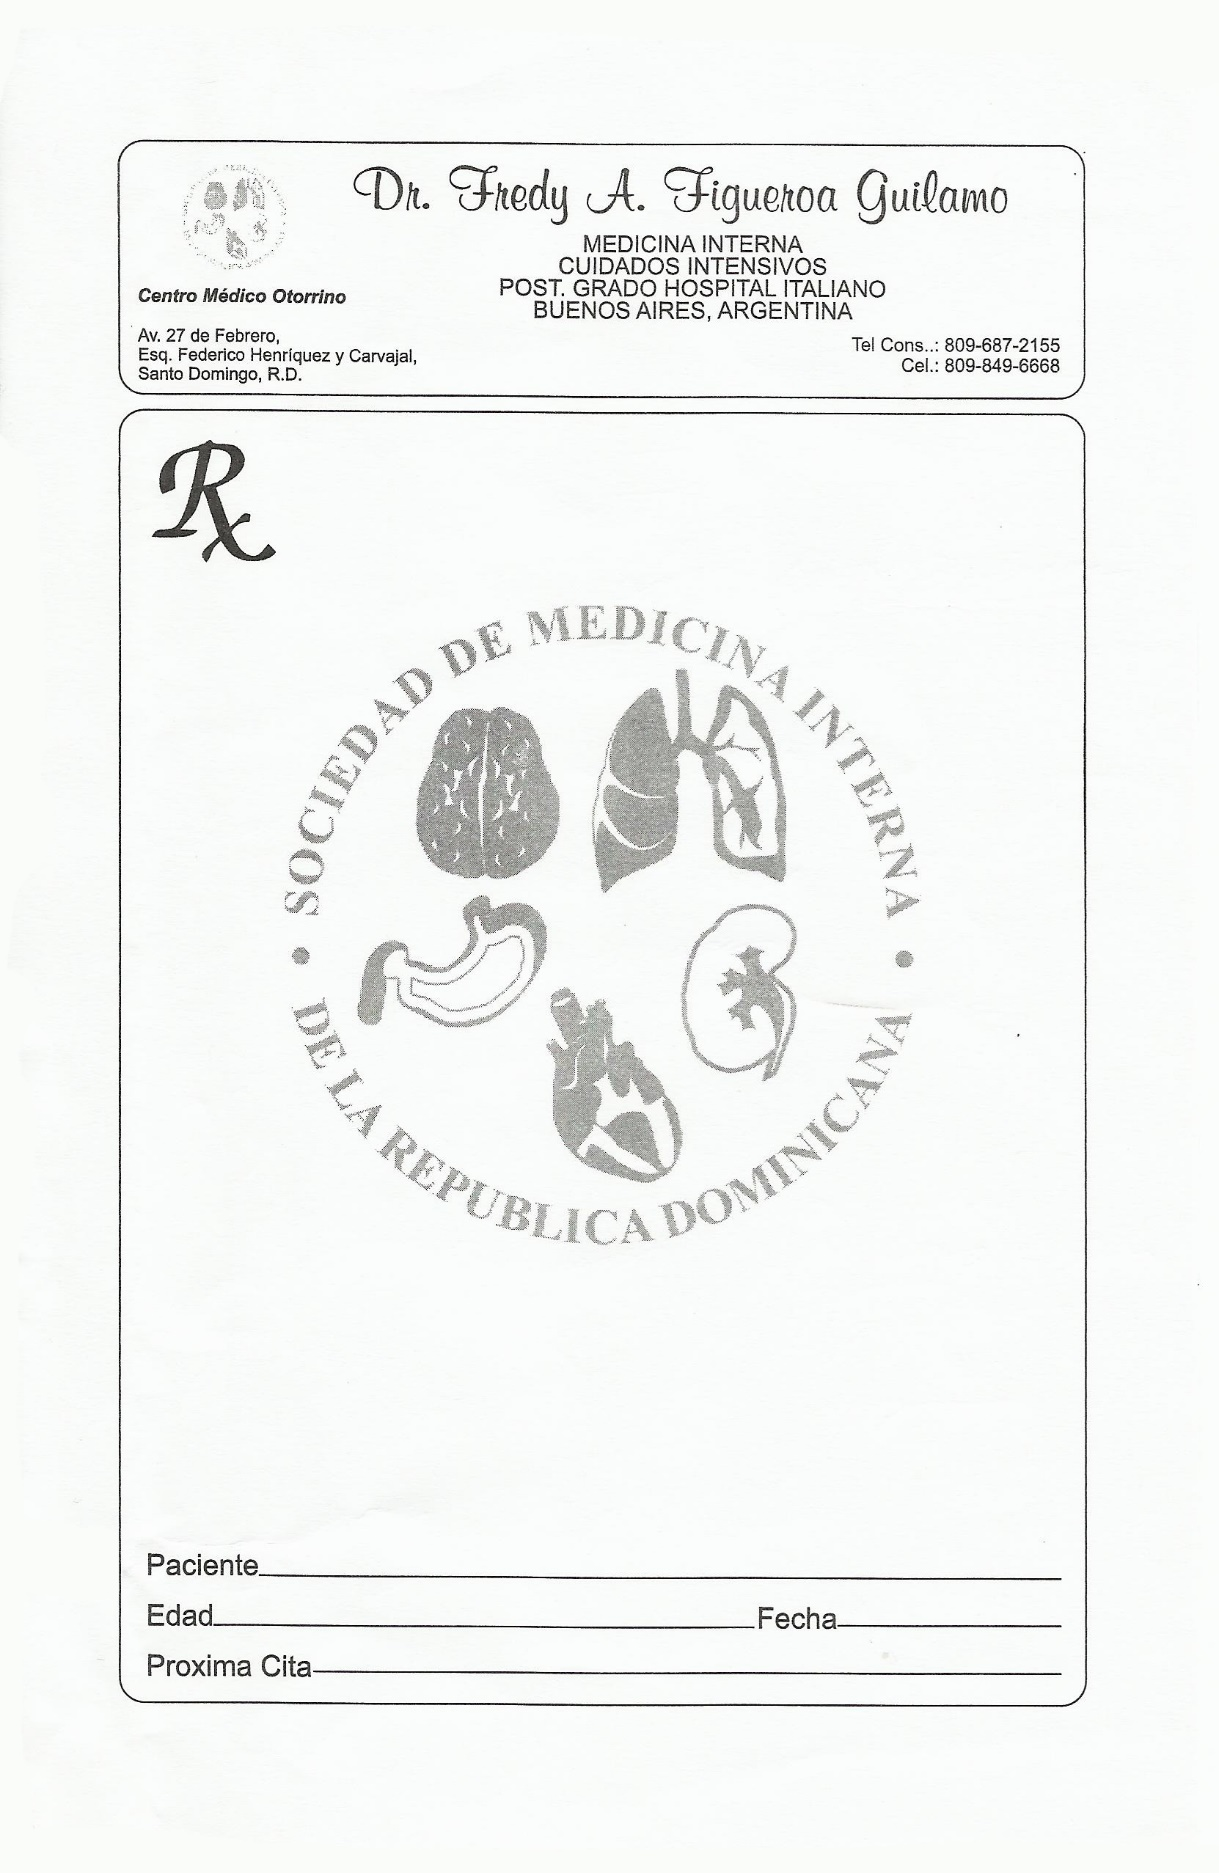 Dr. Fredy A. Figueroa Guilamo
MEDICINA INTERNA
CUIDADOS INTENSIVOS
POST. GRADO HOSPITAL ITALIANO
BUENOS AIRES, ARGENTINA
Centro Médico Otorrino
Av. 27 de Febrero,
Esq. Federico Henríquez y Carvajal,
Santo Domingo, R.D.
Tel Cons..: 809-687-2155
Cel.: 809-849-6668
Rx
SOCIEDAD DE MEDICINA INTERNA
• DE LA REPUBLICA DOMINICANA •
Paciente
Edad Fecha
Proxima Cita